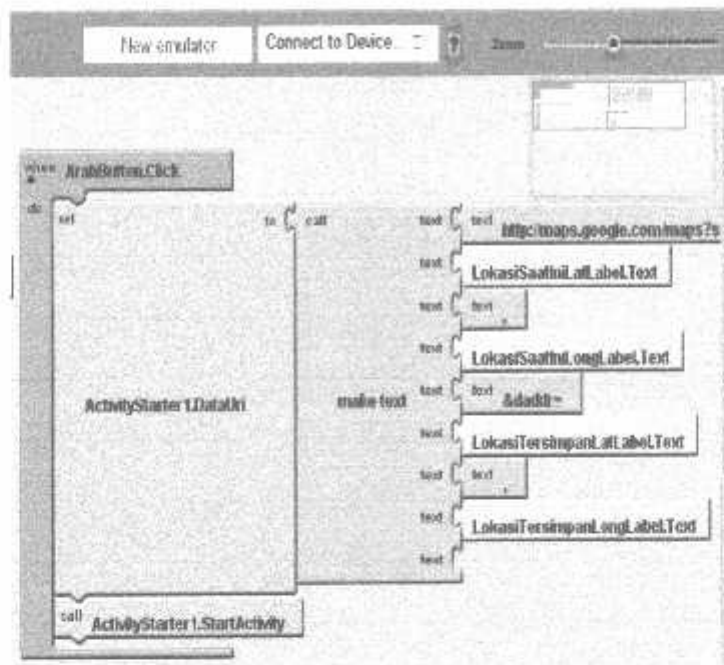 New emulator Connect to Device... Zoom
when ArahButton.Click
do set to call text text http://maps.google.com/maps?s
text LokasiSaatIniLatLabel.Text
text text ,
text LokasiSaatIniLongLabel.Text
ActivityStarter1.DataUri make text text text &daddr=
text LokasiTersimpanLatLabel.Text
text text ,
text LokasiTersimpanLongLabel.Text
text
call ActivityStarter1.StartActivity